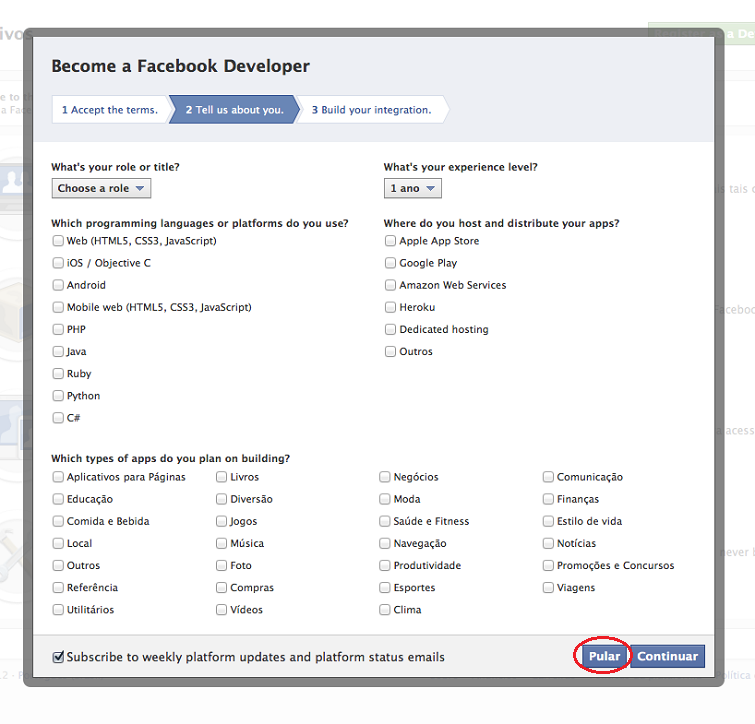 Become a Facebook Developer
1 Accept the terms. 2 Tell us about you. 3 Build your integration.
What's your role or title? What's your experience level?
Choose a role 1 ano
Which programming languages or platforms do you use? Where do you host and distribute your apps?
Web (HTML5, CSS3, JavaScript) Apple App Store
iOS / Objective C Google Play
Android Amazon Web Services
Mobile web (HTML5, CSS3, JavaScript) Heroku
PHP Dedicated hosting
Java Outros
Ruby
Python
C#
Which types of apps do you plan on building?
Aplicativos para Páginas Livros Negócios Comunicação
Educação Diversão Moda Finanças
Comida e Bebida Jogos Saúde e Fitness Estilo de vida
Local Música Navegação Notícias
Outros Foto Produtividade Promoções e Concursos
Referência Compras Esportes Viagens
Utilitários Vídeos Clima
Subscribe to weekly platform updates and platform status emails Pular Continuar